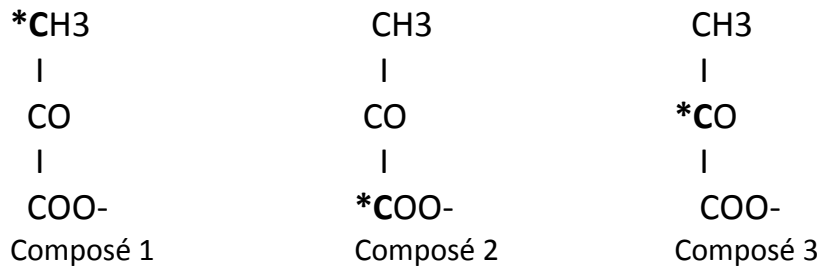 *CH3 CH3 CH3
I I I
CO CO *CO
I I I
COO- *COO- COO-
Composé 1 Composé 2 Composé 3